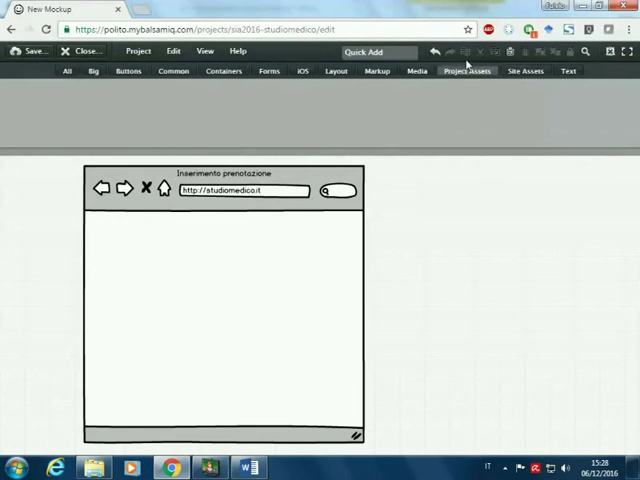 New Mockup
https://polito.mybalsamiq.com/projects/sia2016-studiomedico/edit
Save... Close... Project Edit View Help Quick Add
All Big Buttons Common Containers Forms iOS Layout Markup Media Project Assets Site Assets Text
Inserimento prenotazione
http://studiomedico.it
IT
15:28
06/12/2016